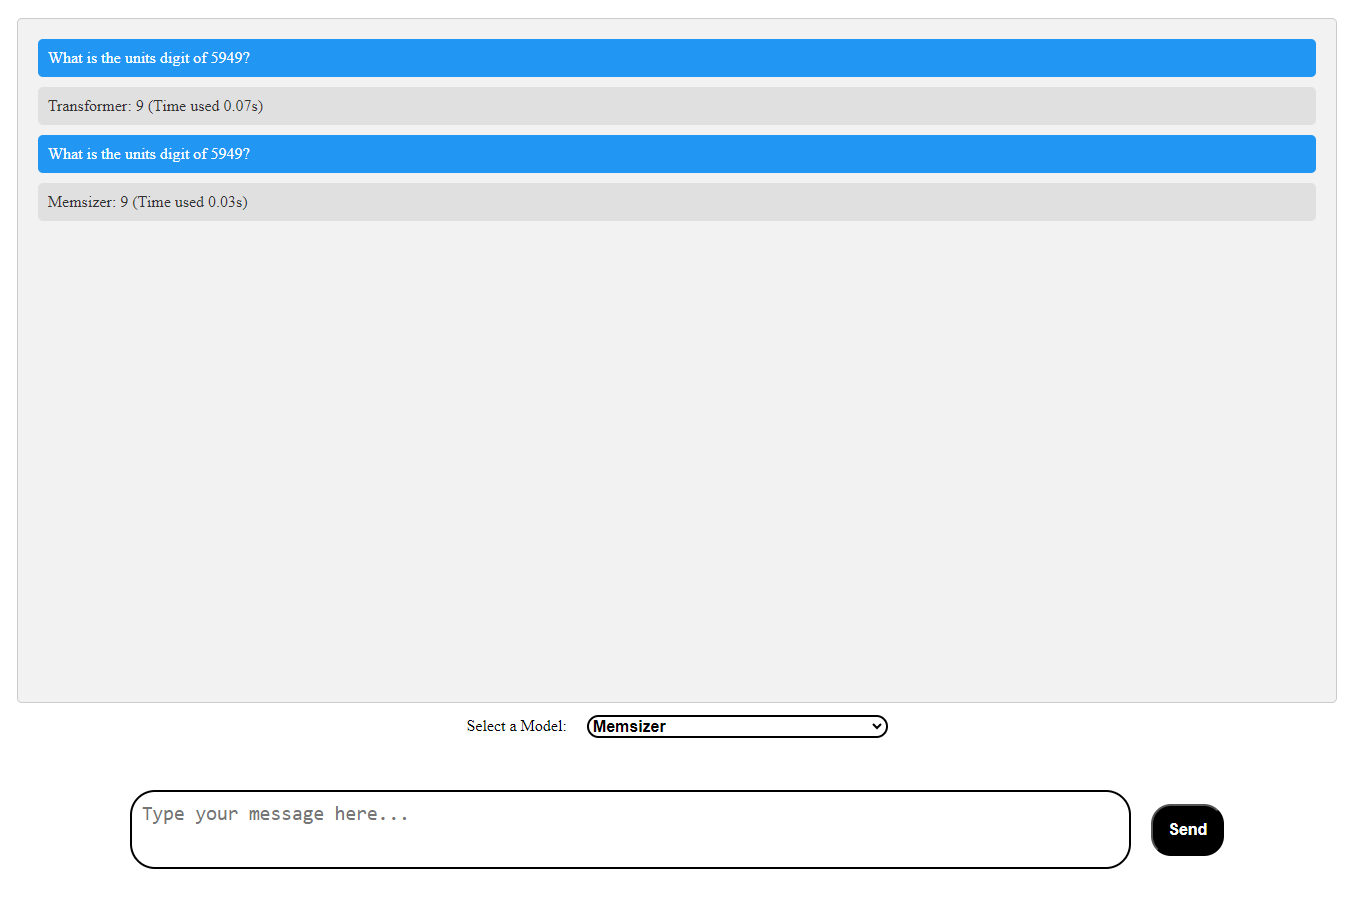 What is the units digit of 5949?
Transformer: 9 (Time used 0.07s)
What is the units digit of 5949?
Memsizer: 9 (Time used 0.03s)
Select a Model: Memsizer
Type your message here...
Send